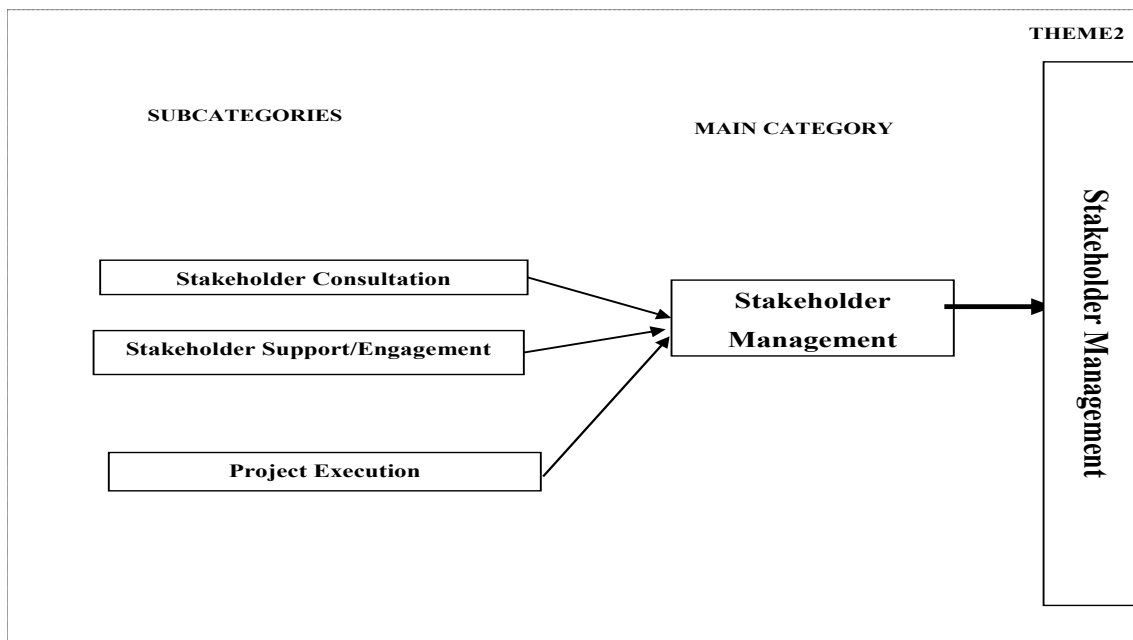 THEME2
SUBCATEGORIES
MAIN CATEGORY
Stakeholder Consultation
Stakeholder Support/Engagement
Project Execution
Stakeholder
Management
Stakeholder Management